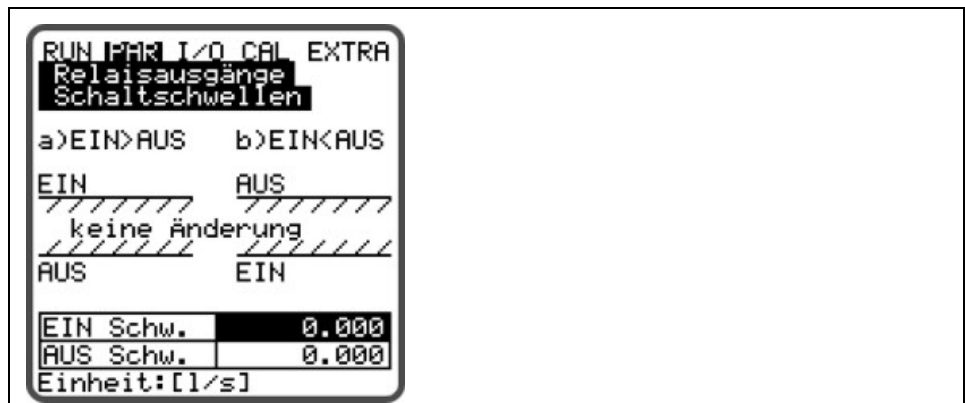 RUN PAR I/O CAL EXTRA
Relaisausgänge
Schaltschwellen
a)EIN>AUS b)EIN<AUS
EIN AUS
keine Änderung
AUS EIN
EIN Schw. 0.000
AUS Schw. 0.000
Einheit:[l/s]